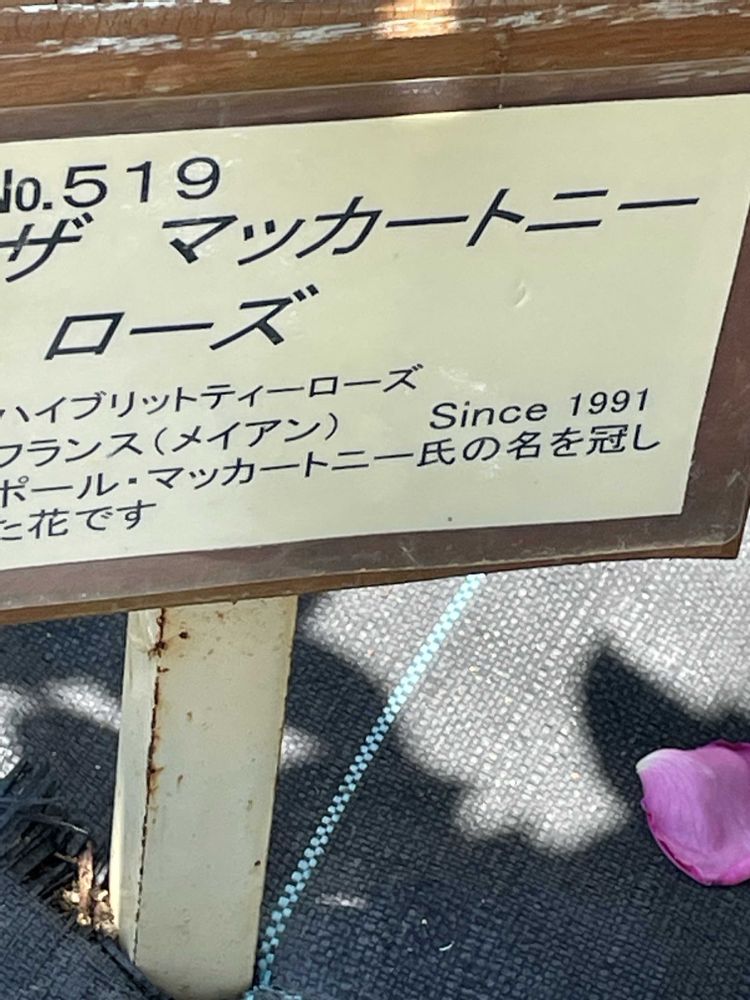 No.519
ザ マッカートニー
ローズ
ハイブリットティーローズ
フランス(メイアン) Since 1991
ポール・マッカートニー氏の名を冠し
た花です